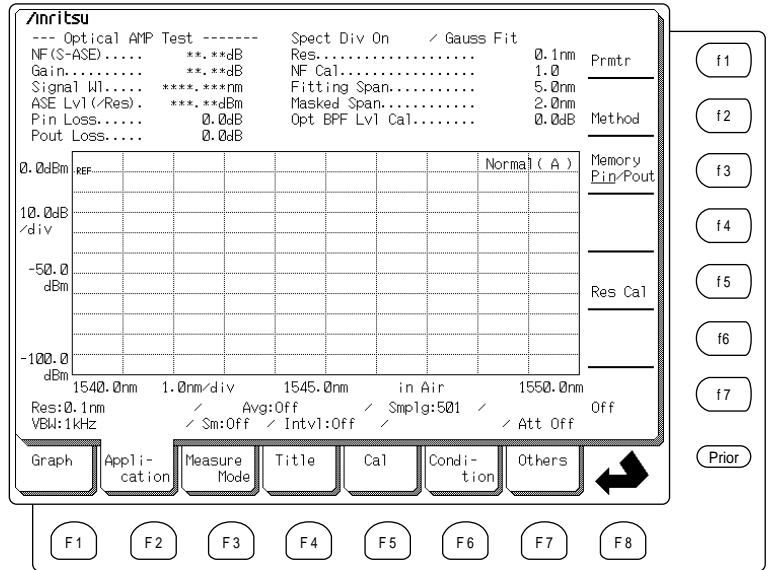 /Inritsu
--- Optical AMP Test ------- Spect Div On / Gauss Fit
NF(S-ASE)..... **.**dB Res.................... 0.1nm
Gain.......... **.**dB NF Cal................. 1.0
Signal Wl..... ****.***nm Fitting Span........... 5.0nm
ASE Lvl(/Res). ***.**dBm Masked Span............ 2.0nm
Pin Loss...... 0.0dB Opt BPF Lvl Cal........ 0.0dB
Pout Loss..... 0.0dB
Prmtr
Method
Memory
Pin/Pout
Res Cal
Off
0.0dBm REF Normal( A )
10.0dB
/div
-50.0
dBm
-100.0
dBm
1540.0nm 1.0nm/div 1545.0nm in Air 1550.0nm
Res:0.1nm / Avg:Off / Smplg:501 /
VBW:1kHz / Sm:Off / Intvl:Off / / Att Off
Graph
Appli-
cation
Measure
Mode
Title
Cal
Condi-
tion
Others
f1
f2
f3
f4
f5
f6
f7
Prior
F1 F2 F3 F4 F5 F6 F7 F8